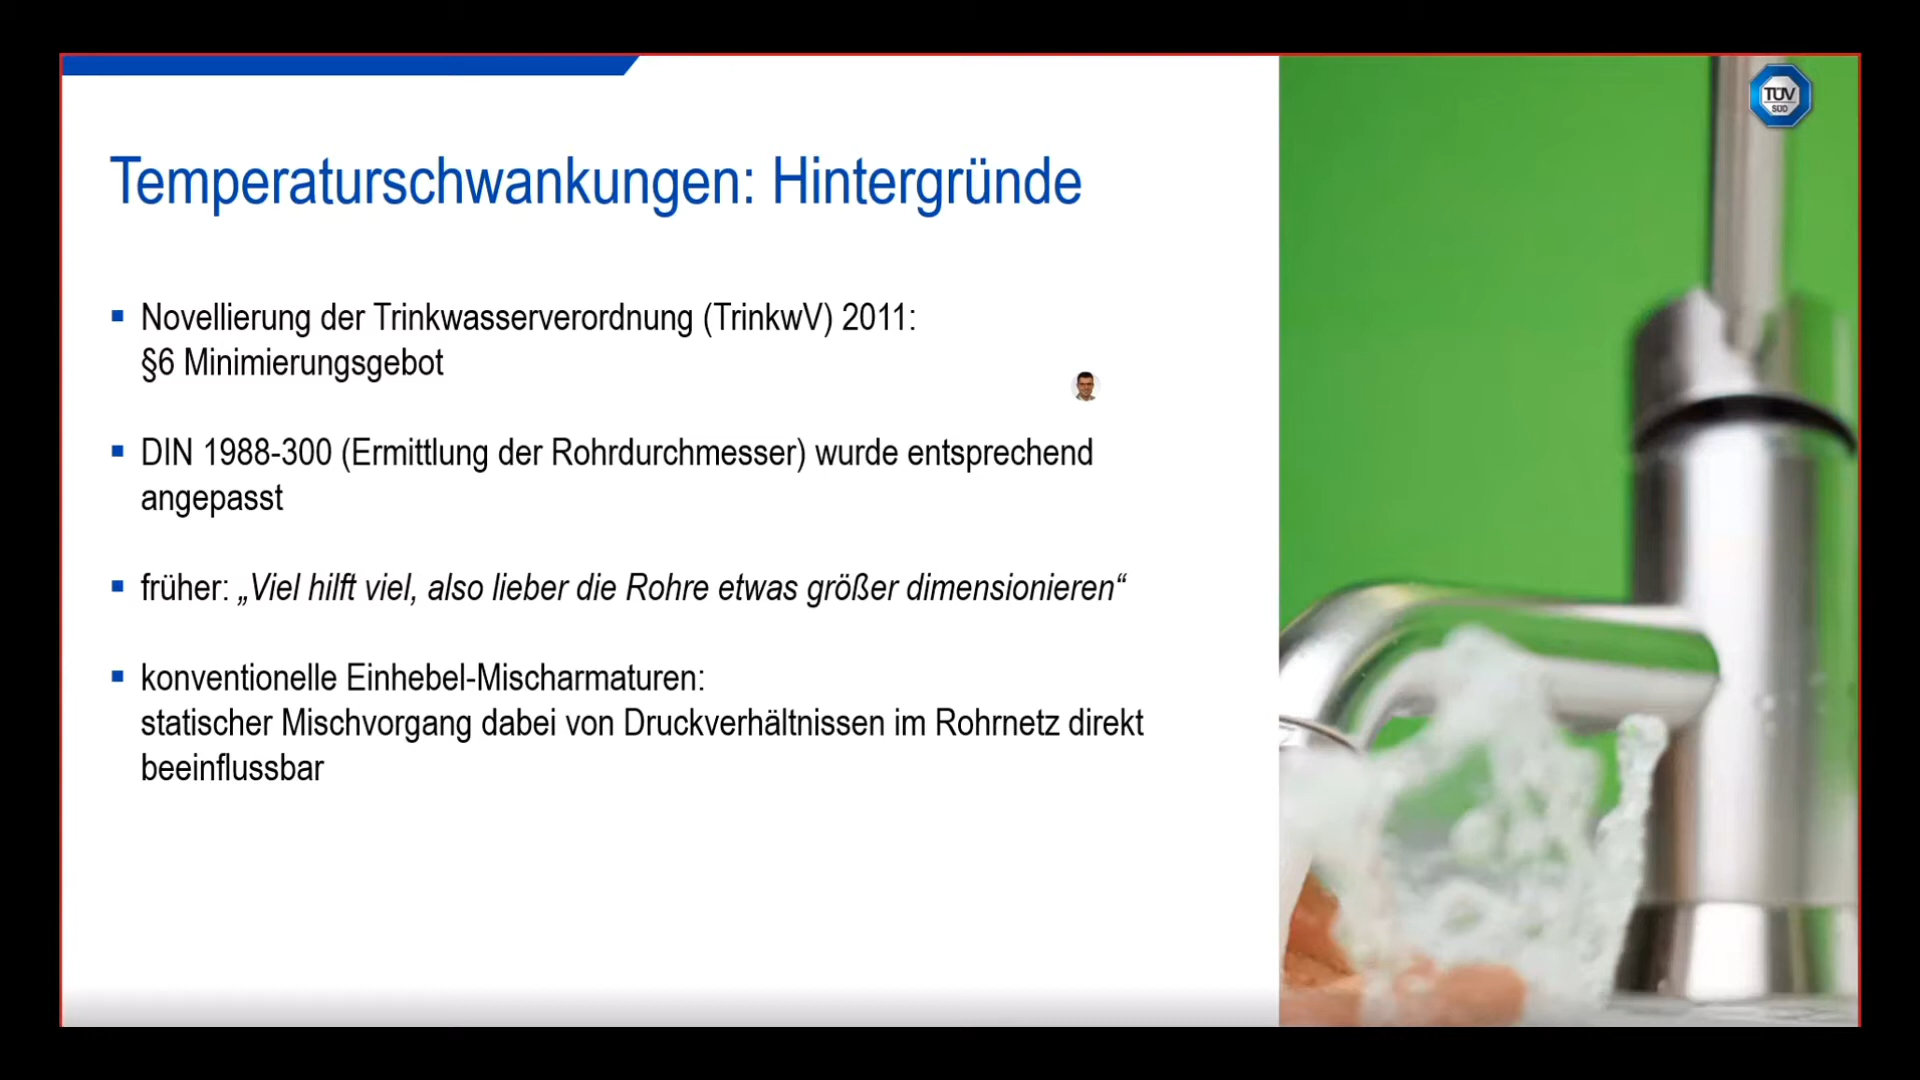 TÜV
SÜD
Temperaturschwankungen: Hintergründe
▪ Novellierung der Trinkwasserverordnung (TrinkwV) 2011:
§6 Minimierungsgebot
▪ DIN 1988-300 (Ermittlung der Rohrdurchmesser) wurde entsprechend
angepasst
▪ früher: „Viel hilft viel, also lieber die Rohre etwas größer dimensionieren“
▪ konventionelle Einhebel-Mischarmaturen:
statischer Mischvorgang dabei von Druckverhältnissen im Rohrnetz direkt
beeinflussbar